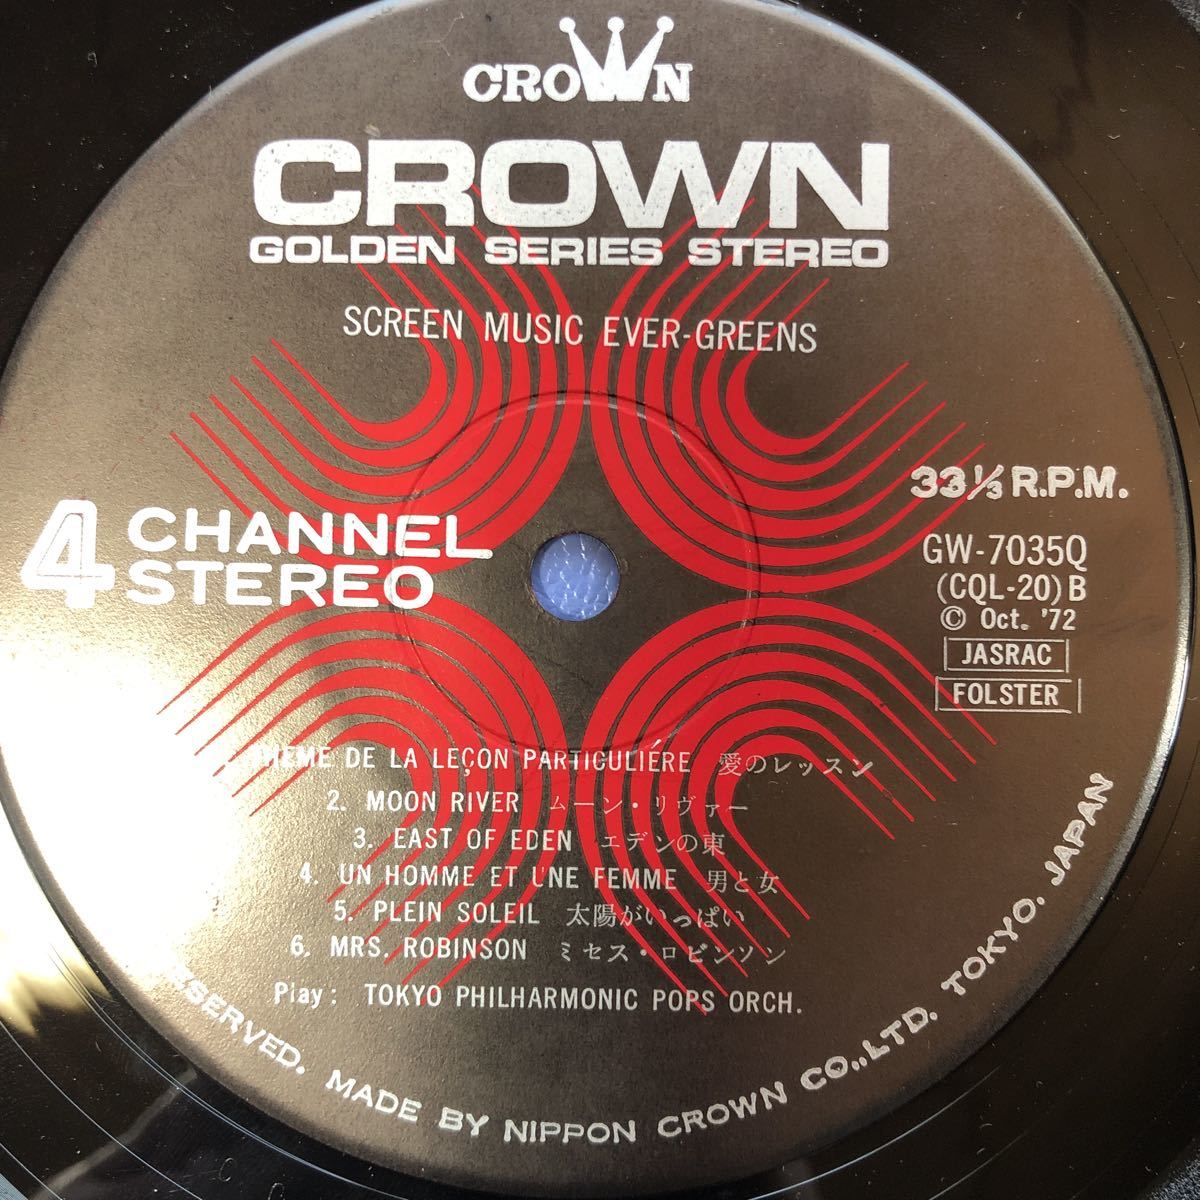 CROWN
CROWN
GOLDEN SERIES STEREO
SCREEN MUSIC EVER-GREENS
33⅓ R.P.M.
4 CHANNEL
STEREO
GW-7035Q
(CQL-20) B
© Oct. '72
JASRAC
FOLSTER
DE LA LEÇON PARTICULIÉRE 愛のレッスン
2. MOON RIVER ムーン・リヴァー
3. EAST OF EDEN エデンの東
4. UN HOMME ET UNE FEMME 男と女
5. PLEIN SOLEIL 太陽がいっぱい
6. MRS. ROBINSON ミセス・ロビンソン
Play: TOKYO PHILHARMONIC POPS ORCH.
MADE BY NIPPON CROWN CO.,LTD. TOKYO. JAPAN